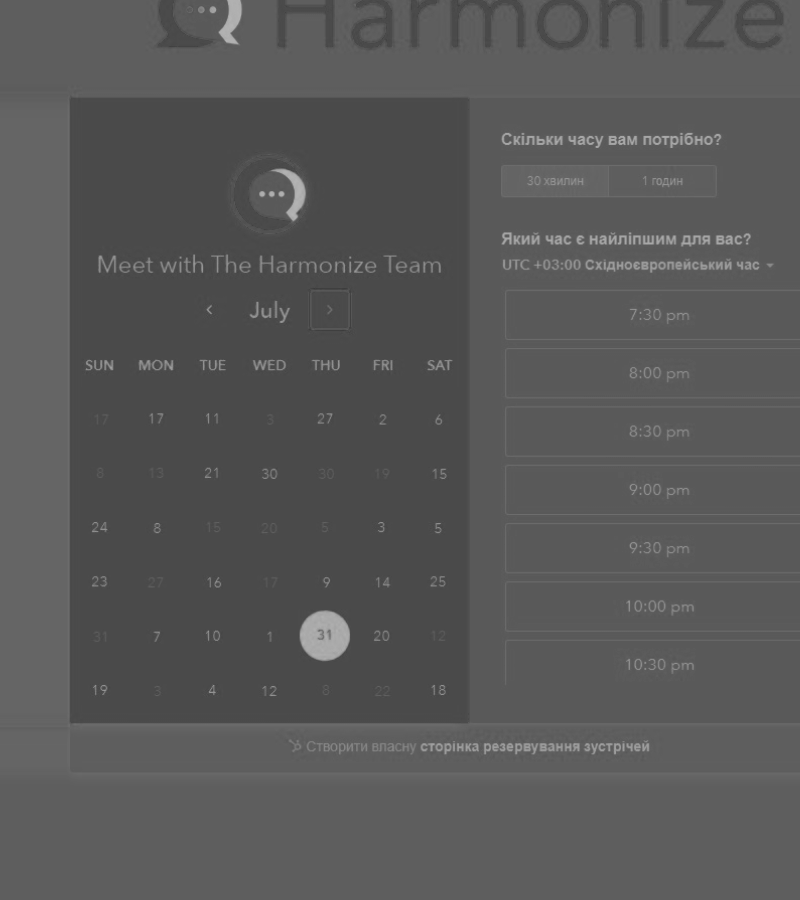 Harmonize
Meet with The Harmonize Team
July
SUN MON TUE WED THU FRI SAT
17 17 11 3 27 2 6
8 13 21 30 30 19 15
24 8 15 20 5 3 5
23 27 16 17 9 14 25
31 7 10 1 31 20 12
19 3 4 12 8 22 18
Скільки часу вам потрібно?
30 хвилин 1 годин
Який час є найліпшим для вас?
UTC +03:00 Східноєвропейський час
7:30 pm
8:00 pm
8:30 pm
9:00 pm
9:30 pm
10:00 pm
10:30 pm
Створити власну сторінка резервування зустрічей